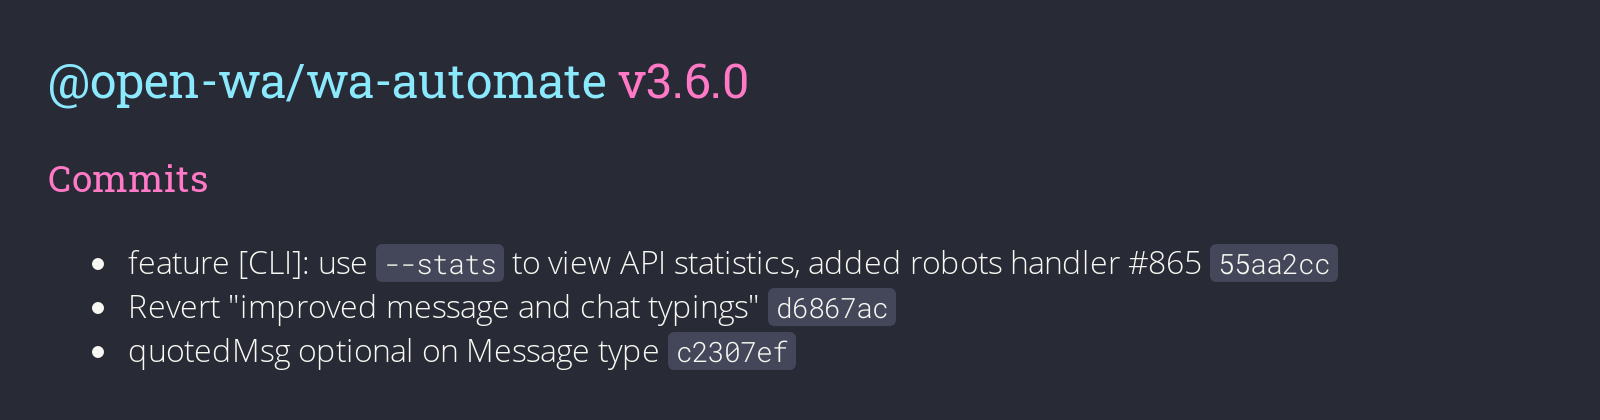 @open-wa/wa-automate v3.6.0
Commits
feature [CLI]: use --stats to view API statistics, added robots handler #865 55aa2cc
Revert "improved message and chat typings" d6867ac
quotedMsg optional on Message type c2307ef